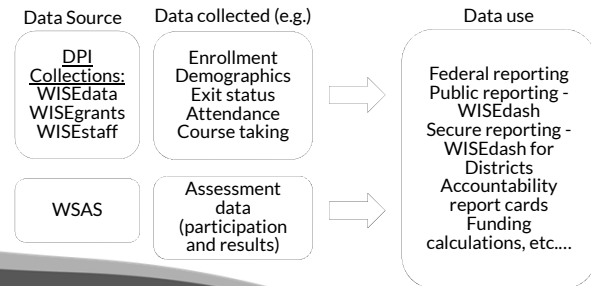 Data Source
Data collected (e.g.)
Data use
DPI
Collections:
WISEdata
WISEgrants
WISEstaff
Enrollment
Demographics
Exit status
Attendance
Course taking
WSAS
Assessment
data
(participation
and results)
Federal reporting
Public reporting -
WISEdash
Secure reporting -
WISEdash for
Districts
Accountability
report cards
Funding
calculations, etc....